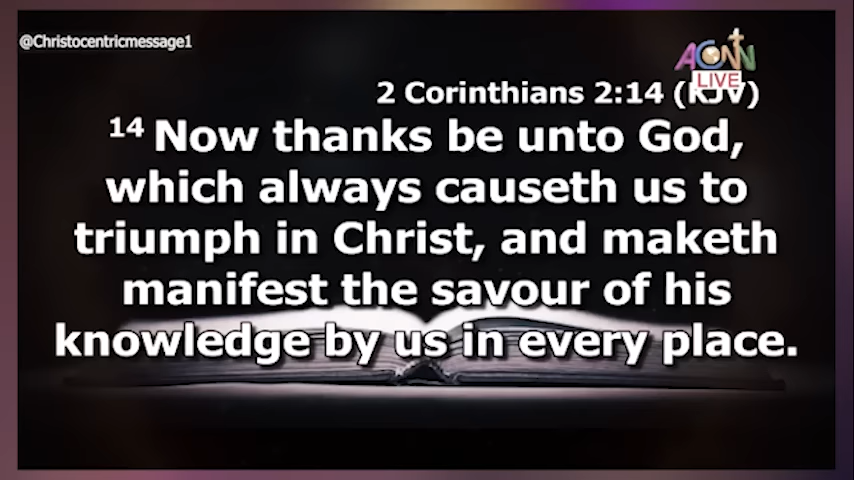 @Christocentricmessage1
ACNN
LIVE
2 Corinthians 2:14 (KJV)
14 Now thanks be unto God,
which always causeth us to
triumph in Christ, and maketh
manifest the savour of his
knowledge by us in every place.